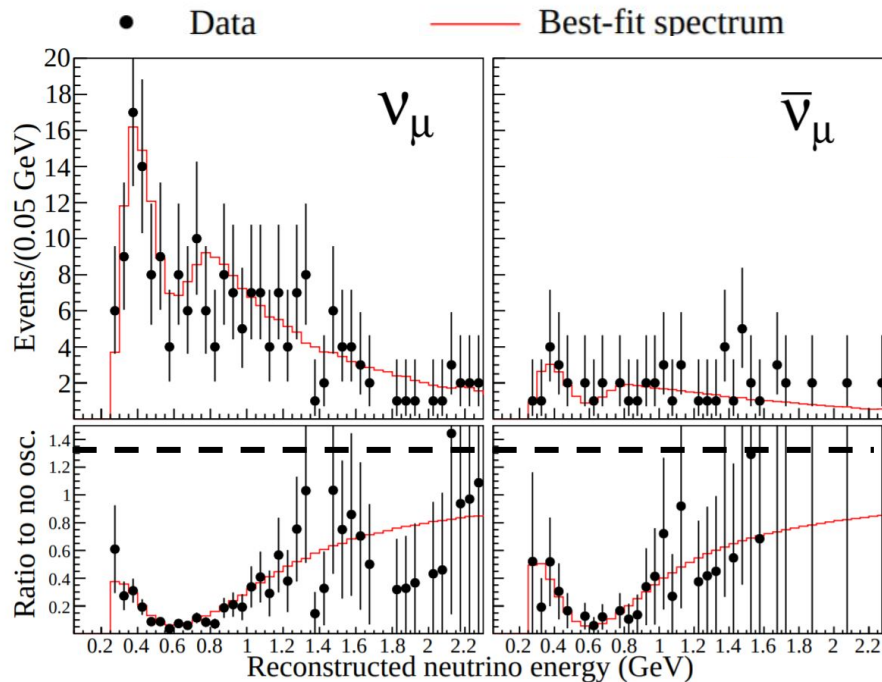 Data Best-fit spectrum
Events/(0.05 GeV)
20
18
16
14
12
10
8
6
4
2
νμ
ν̅μ
Ratio to no osc.
1.4
1.2
1
0.8
0.6
0.4
0.2
0.2 0.4 0.6 0.8 1 1.2 1.4 1.6 1.8 2 2.2 0.2 0.4 0.6 0.8 1 1.2 1.4 1.6 1.8 2 2.2
Reconstructed neutrino energy (GeV)